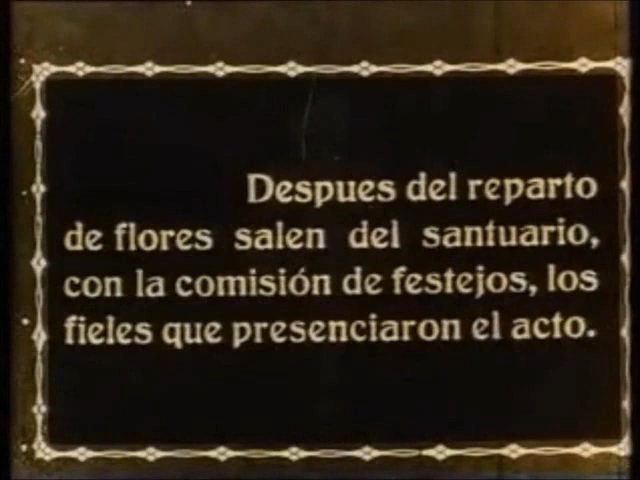 Despues del reparto
de flores salen del santuario,
con la comisión de festejos, los
fieles que presenciaron el acto.